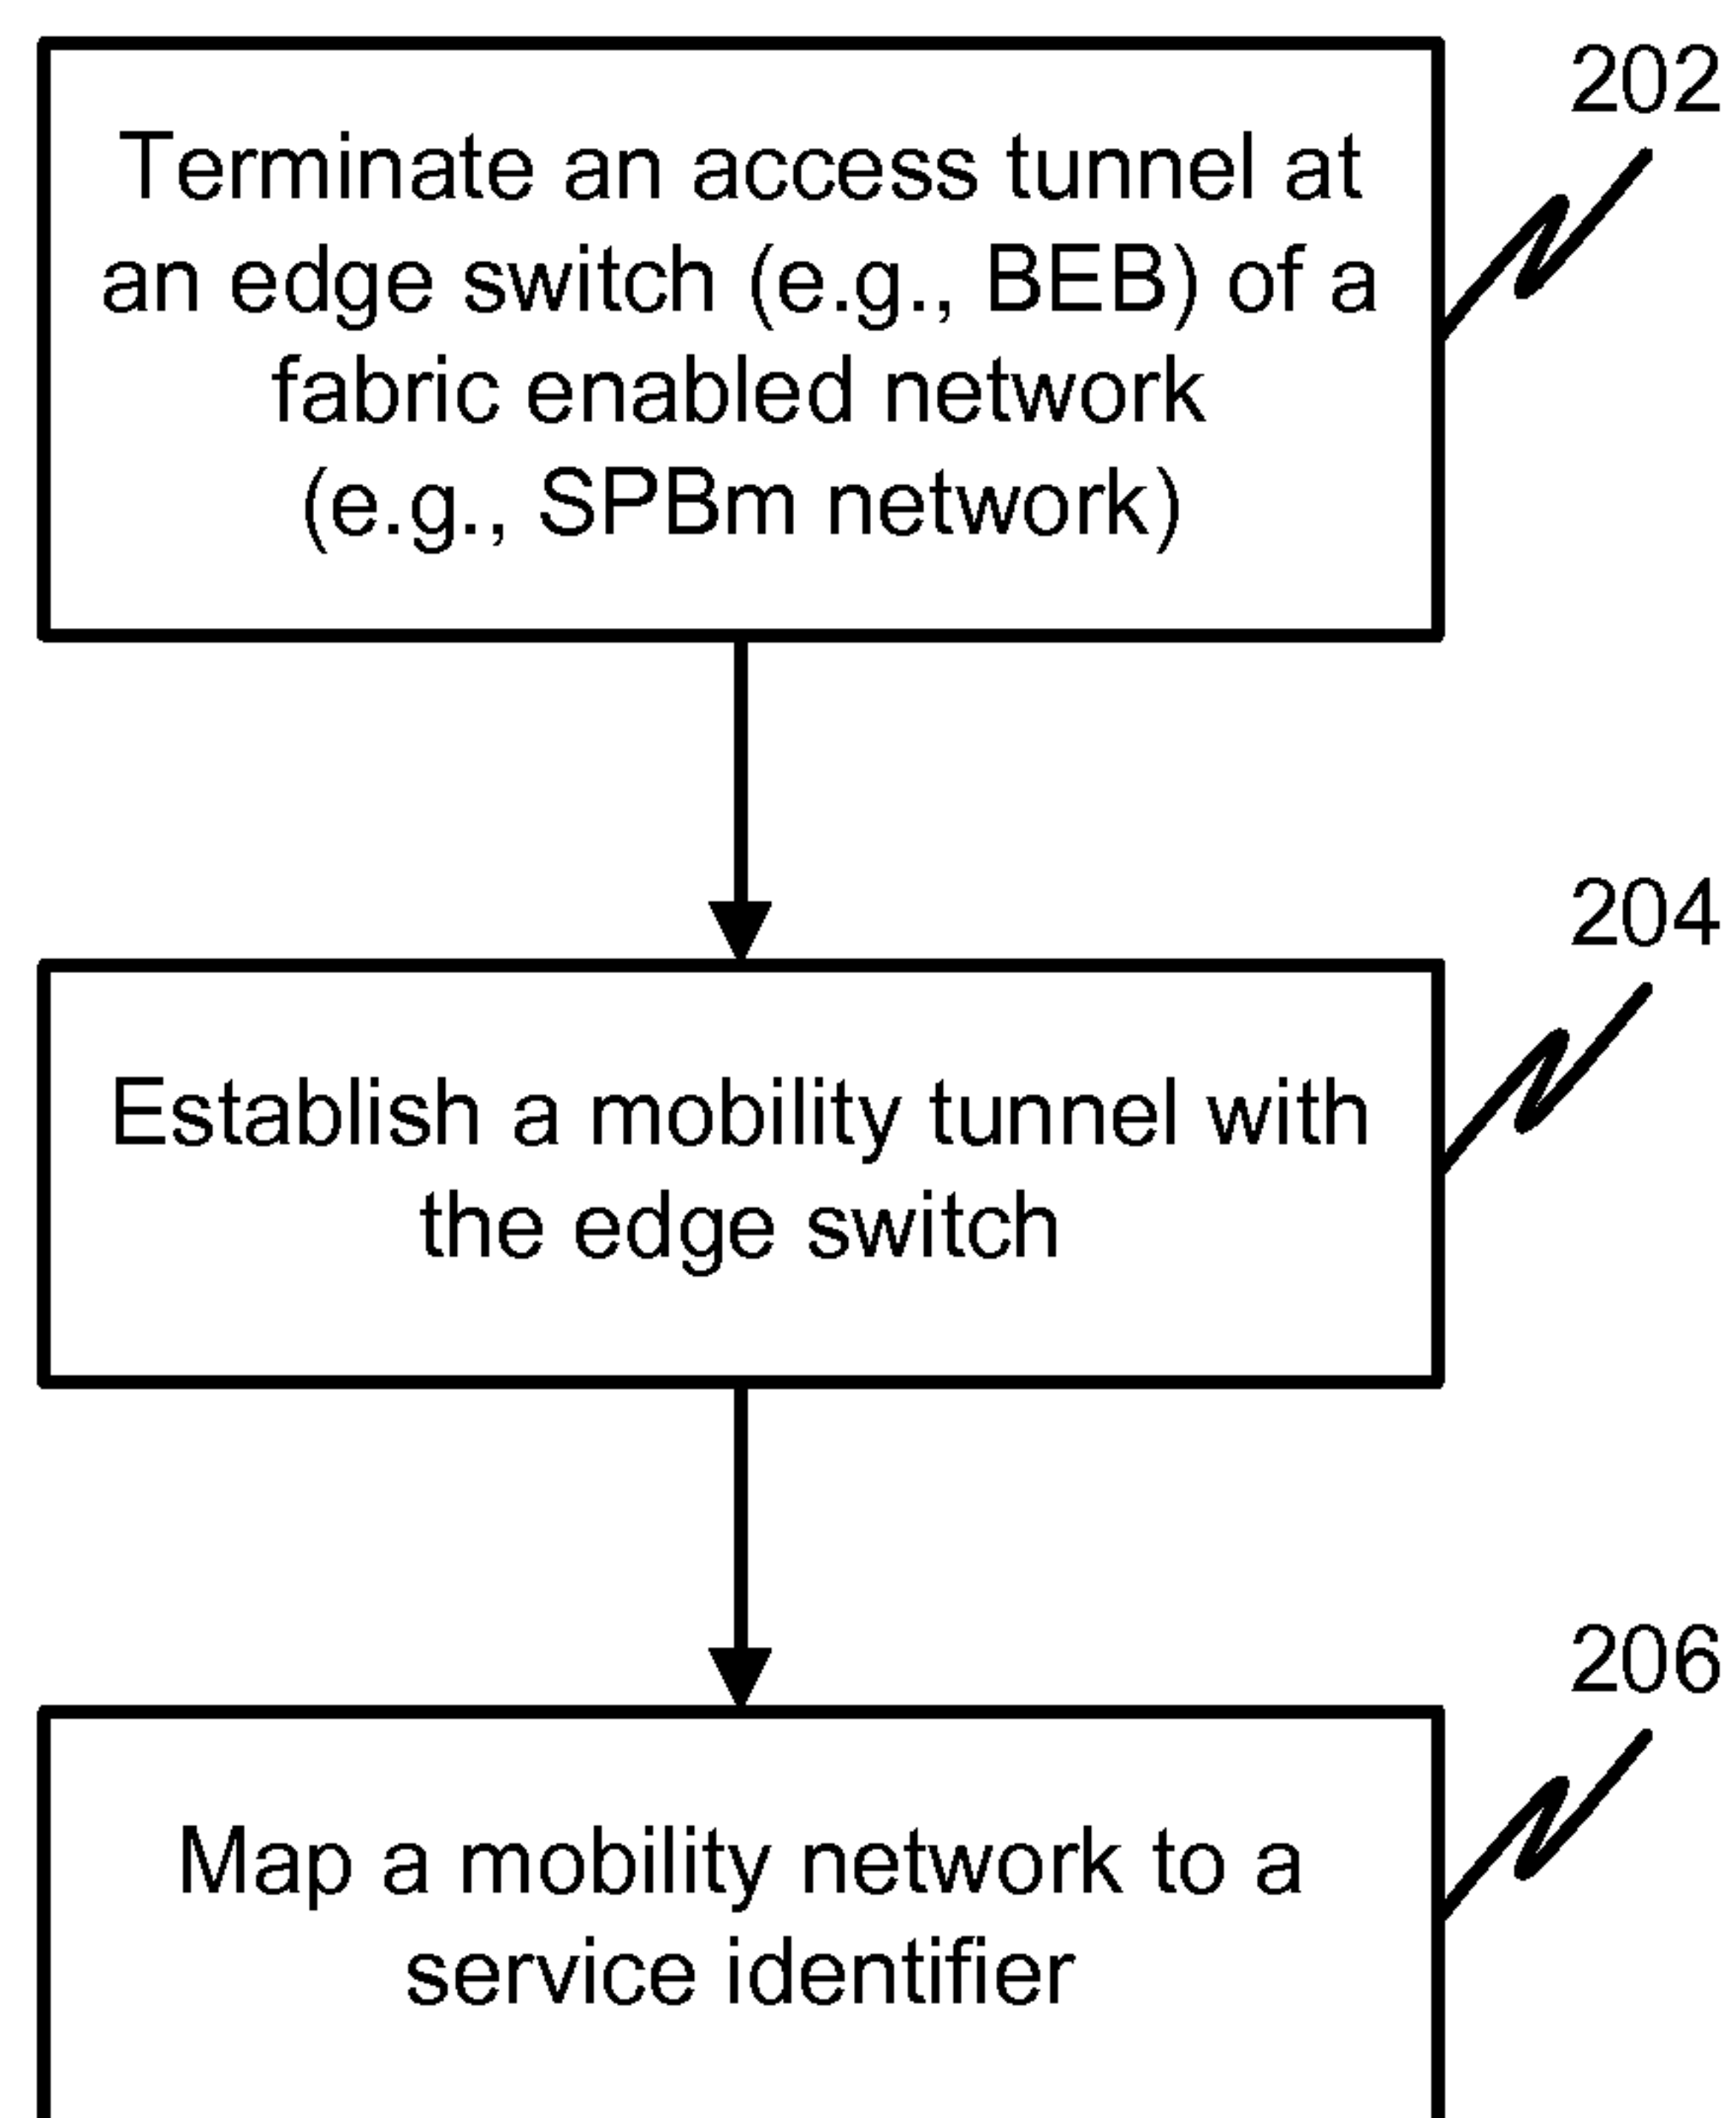 202
Terminate an access tunnel at
an edge switch (e.g., BEB) of a
fabric enabled network
(e.g., SPBm network)
204
Establish a mobility tunnel with
the edge switch
206
Map a mobility network to a
service identifier